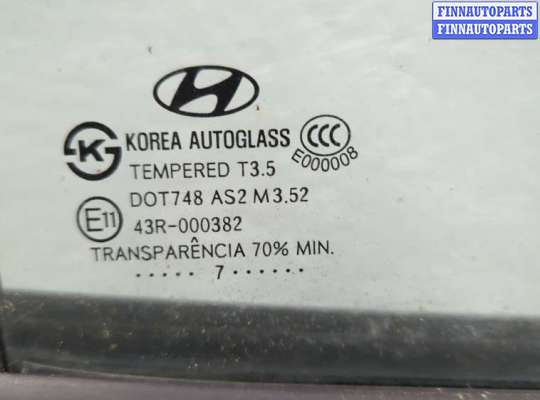 FINNAUTOPARTS
FINNAUTOPARTS
H
KS KOREA AUTOGLASS CCC
E000008
TEMPERED T3.5
DOT748 AS2 M3.52
E11 43R-000382
TRANSPARÊNCIA 70% MIN.
..... 7 ......